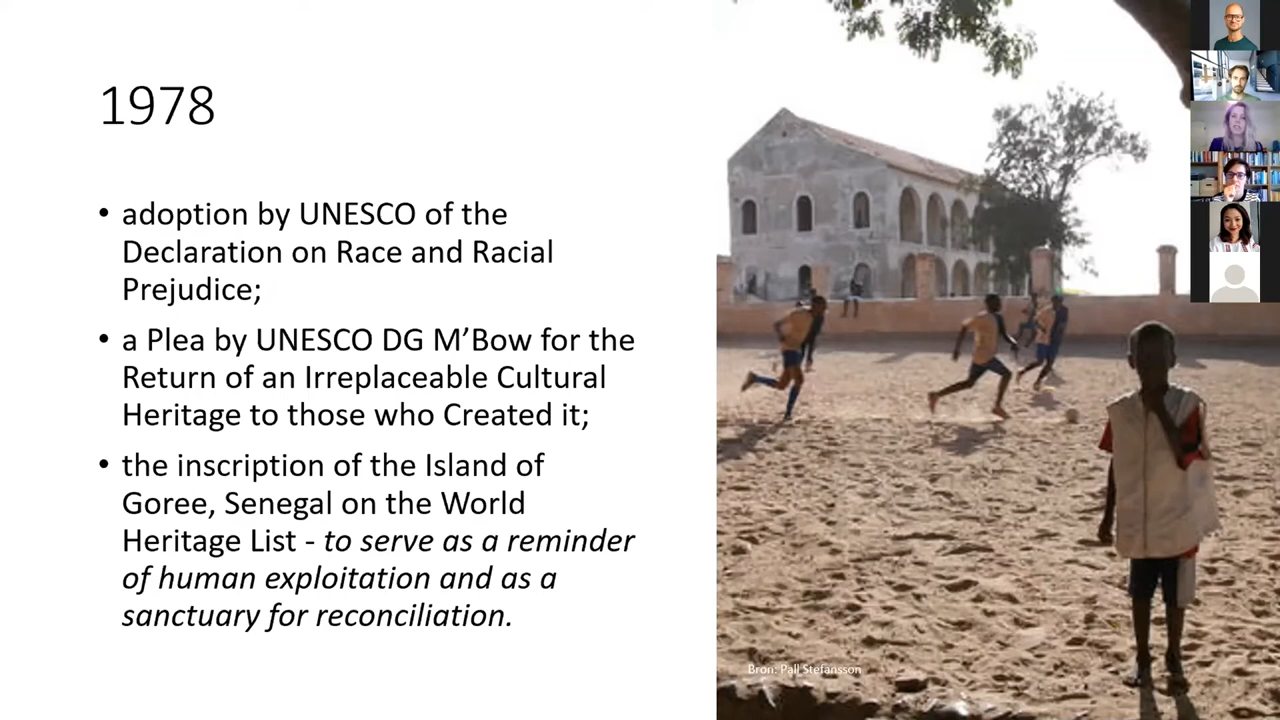 1978
• adoption by UNESCO of the
Declaration on Race and Racial
Prejudice;
• a Plea by UNESCO DG M’Bow for the
Return of an Irreplaceable Cultural
Heritage to those who Created it;
• the inscription of the Island of
Goree, Senegal on the World
Heritage List - to serve as a reminder
of human exploitation and as a
sanctuary for reconciliation.
Bron: Pall Stefansson